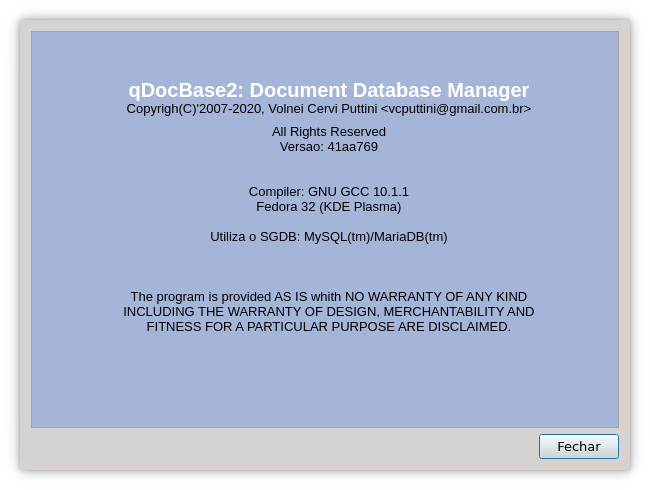 qDocBase2: Document Database Manager
Copyrigh(C)'2007-2020, Volnei Cervi Puttini <vcputtini@gmail.com.br>
All Rights Reserved
Versao: 41aa769
Compiler: GNU GCC 10.1.1
Fedora 32 (KDE Plasma)
Utiliza o SGDB: MySQL(tm)/MariaDB(tm)
The program is provided AS IS whith NO WARRANTY OF ANY KIND
INCLUDING THE WARRANTY OF DESIGN, MERCHANTABILITY AND
FITNESS FOR A PARTICULAR PURPOSE ARE DISCLAIMED.
Fechar